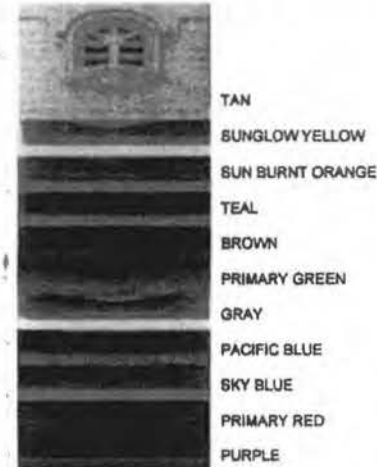 TAN
SUNGLOW YELLOW
SUN BURNT ORANGE
TEAL
BROWN
PRIMARY GREEN
GRAY
PACIFIC BLUE
SKY BLUE
PRIMARY RED
PURPLE